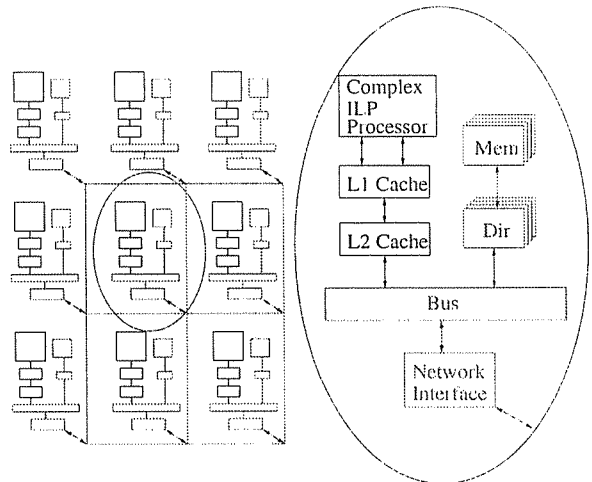 Complex
ILP
Processor
Mem
L1 Cache
L2 Cache
Dir
Bus
Network
Interface